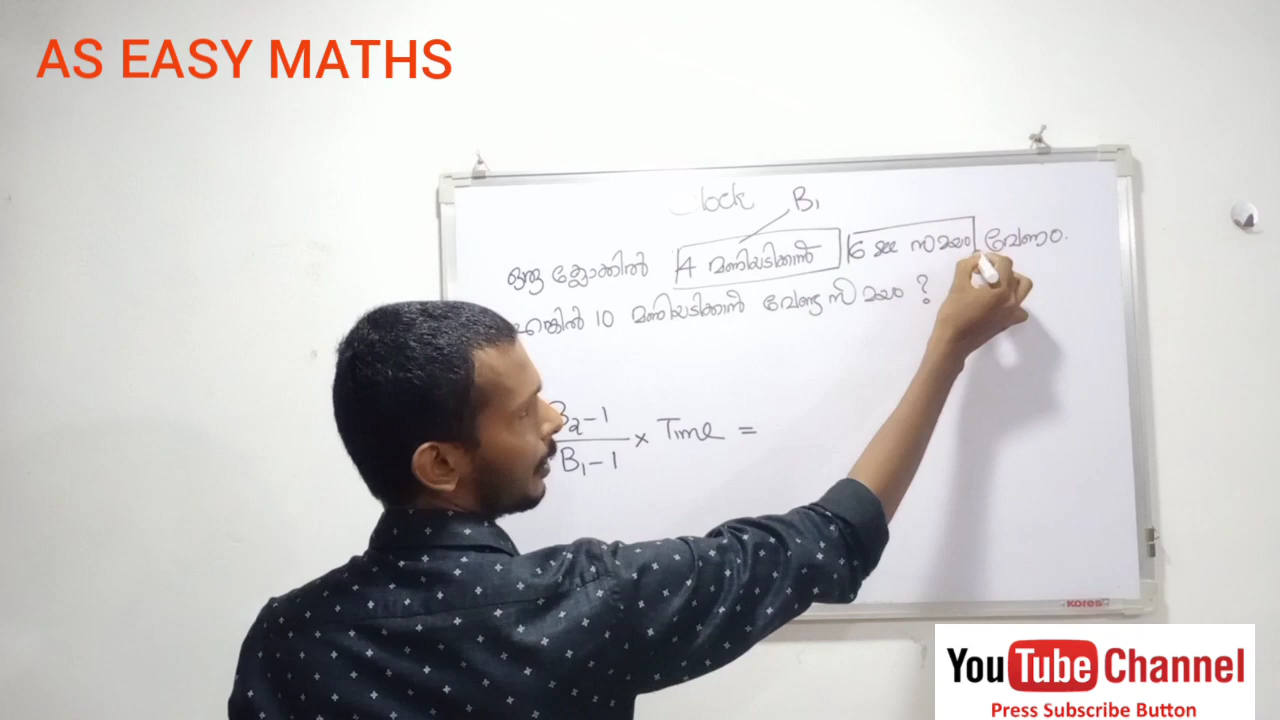 AS EASY MATHS
Clock
B₁
ഒരു ക്ലോക്കിൽ 4 മണിയടിക്കാൻ 6 sec സമയം വേണം.
എങ്കിൽ 10 മണിയടിക്കാൻ വേണ്ട സമയം ?
B₂-1
B₁-1
× Time =
KORES
YouTube Channel
Press Subscribe Button